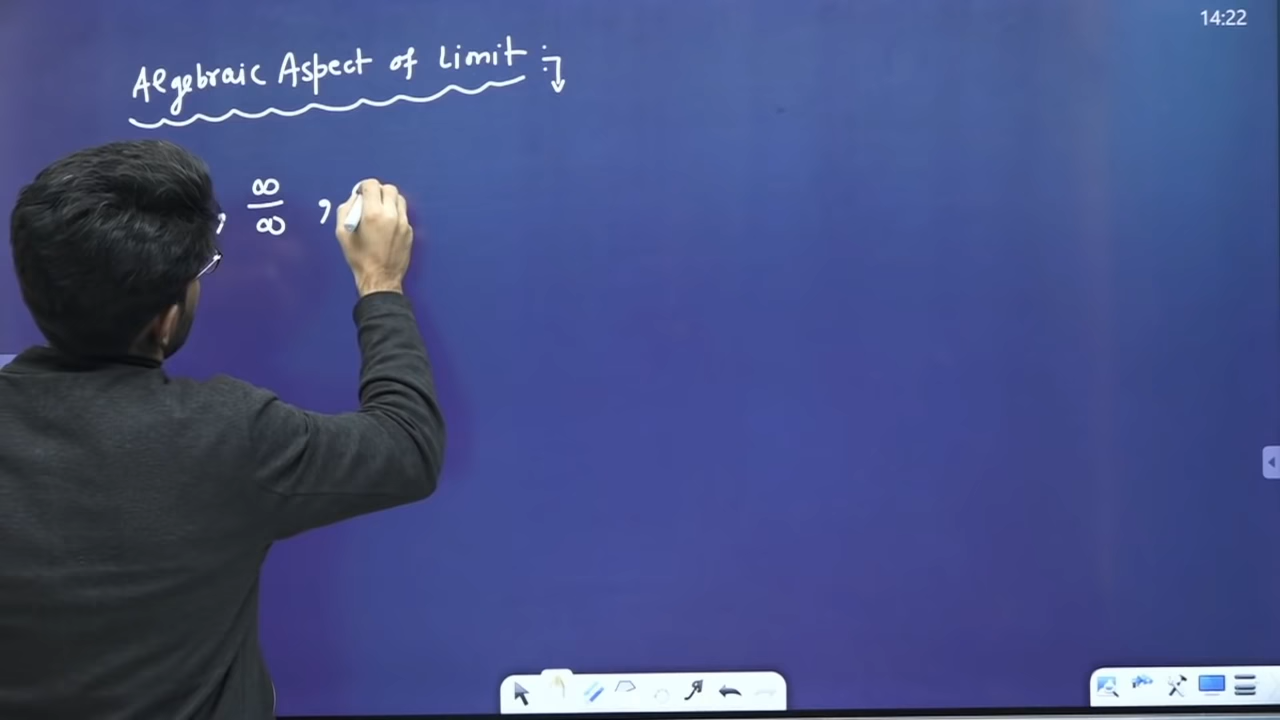 14:22
Algebraic Aspect of Limit :
, ∞/∞ ,